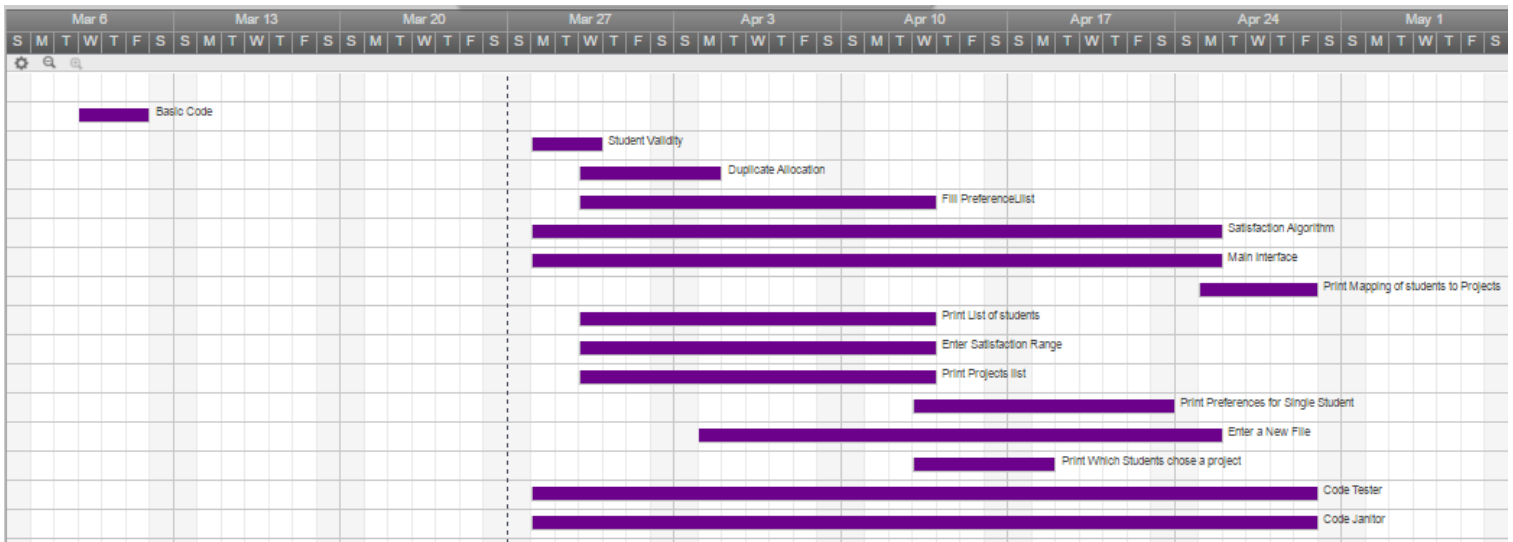 Mar 6 Mar 13 Mar 20 Mar 27 Apr 3 Apr 10 Apr 17 Apr 24 May 1
S M T W T F S S M T W T F S S M T W T F S S M T W T F S S M T W T F S S M T W T F S S M T W T F S S M T W T F S S M T W T F S
Basic Code
Student Validity
Duplicate Allocation
Fill PreferenceLlist
Satisfaction Algorithm
Main Interface
Print Mapping of students to Projects
Print List of students
Enter Satisfaction Range
Print Projects list
Print Preferences for Single Student
Enter a New File
Print Which Students chose a project
Code Tester
Code Janitor